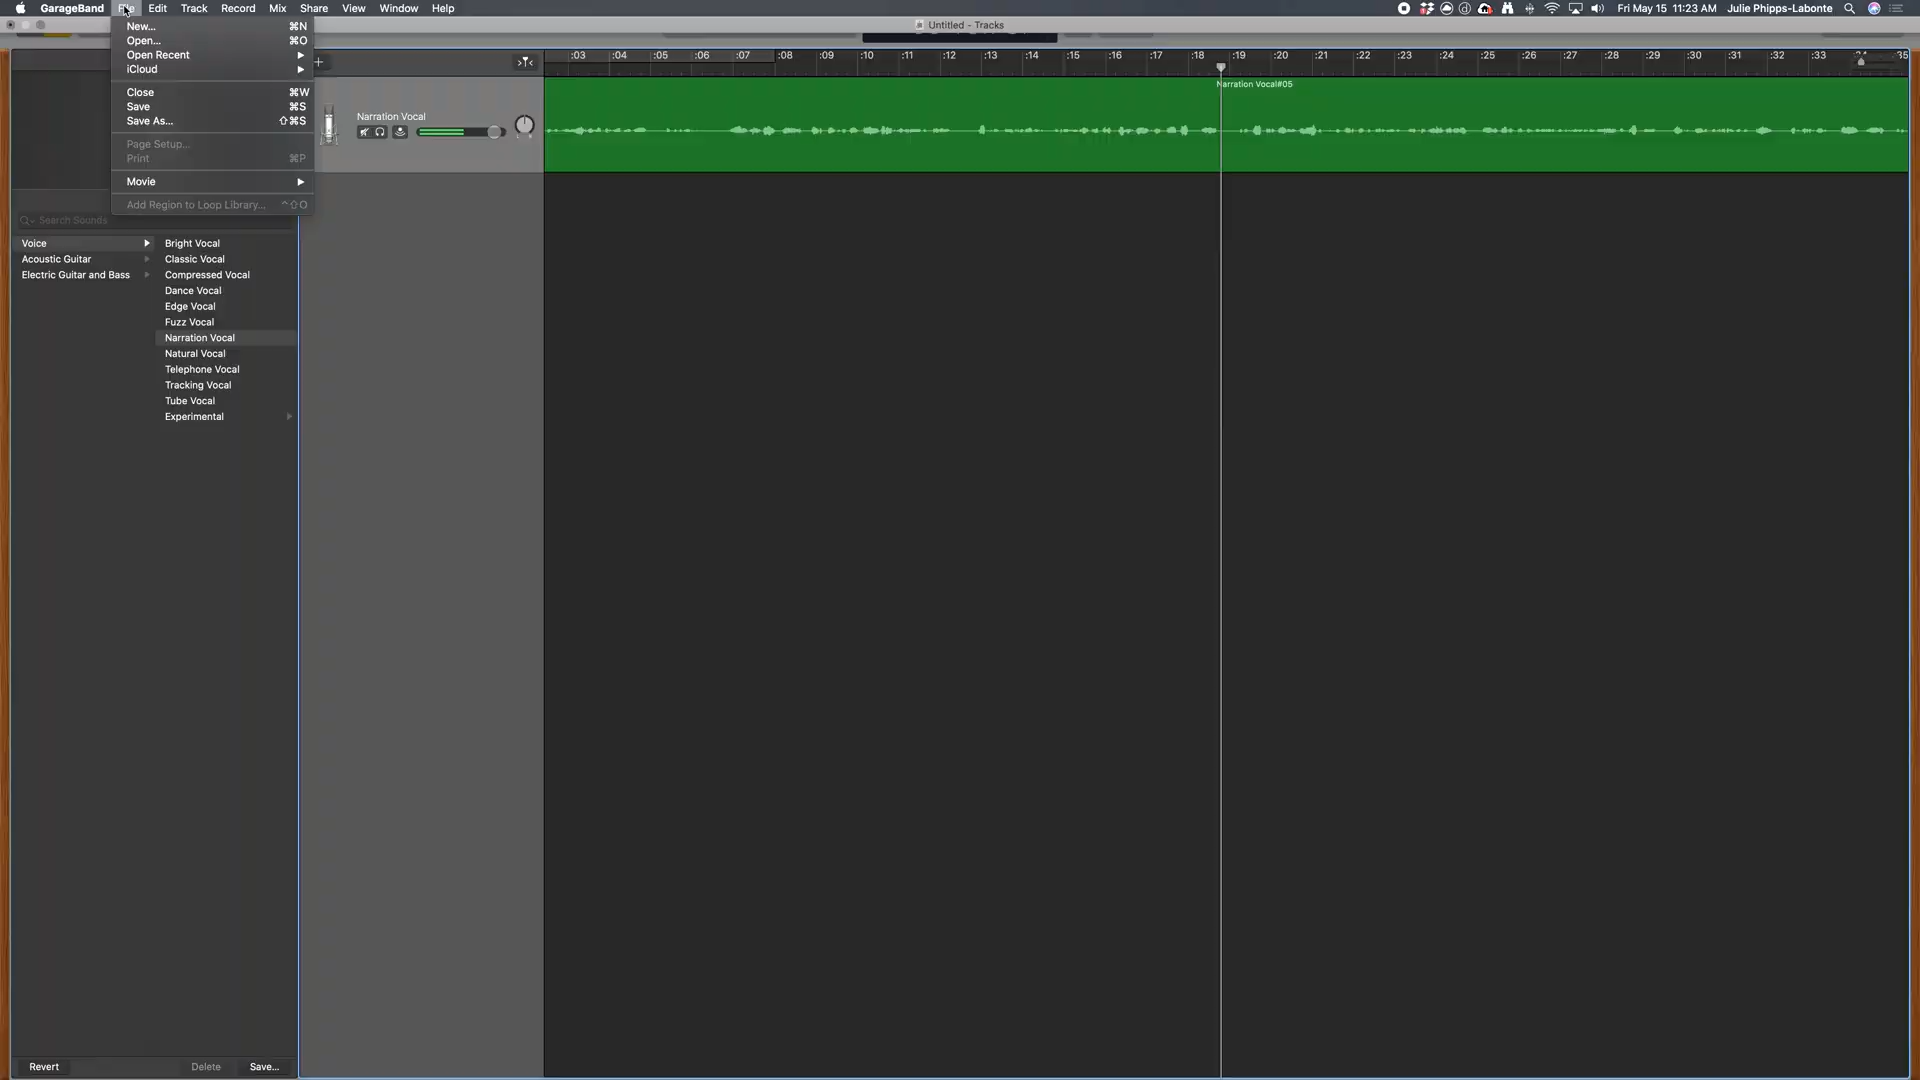 GarageBand File Edit Track Record Mix Share View Window Help
Fri May 15 11:23 AM Julie Phipps-Labonte
Untitled - Tracks
New... ⌘N
Open... ⌘O
Open Recent
iCloud
Close ⌘W
Save ⌘S
Save As... ⇧⌘S
Page Setup...
Print ⌘P
Movie
Add Region to Loop Library... ^⇧O
:03 :04 :05 :06 :07 :08 :09 :10 :11 :12 :13 :14 :15 :16 :17 :18 :19 :20 :21 :22 :23 :24 :25 :26 :27 :28 :29 :30 :31 :32 :33 :34 :35
Narration Vocal#05
Narration Vocal
Search Sounds
Voice
Acoustic Guitar
Electric Guitar and Bass
Bright Vocal
Classic Vocal
Compressed Vocal
Dance Vocal
Edge Vocal
Fuzz Vocal
Narration Vocal
Natural Vocal
Telephone Vocal
Tracking Vocal
Tube Vocal
Experimental
Revert Delete Save...